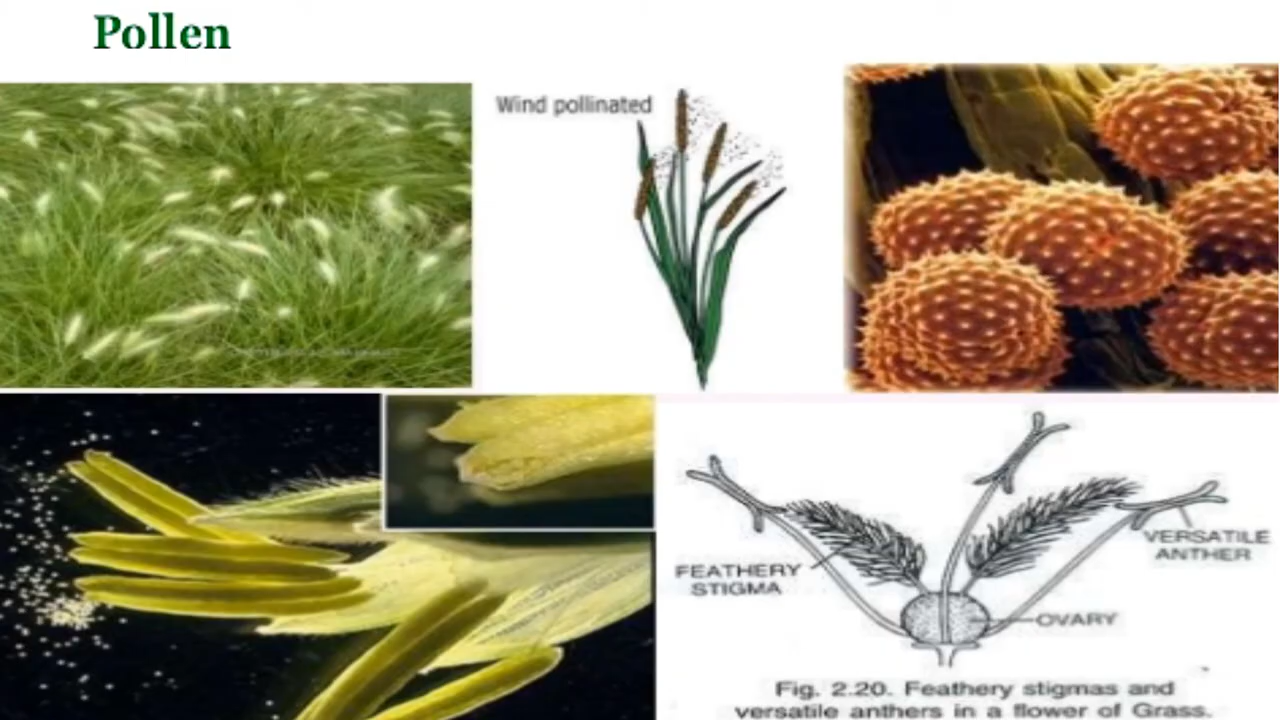 Pollen
Wind pollinated
FEATHERY
STIGMA
VERSATILE
ANTHER
OVARY
Fig. 2.20. Feathery stigmas and
versatile anthers in a flower of Grass.